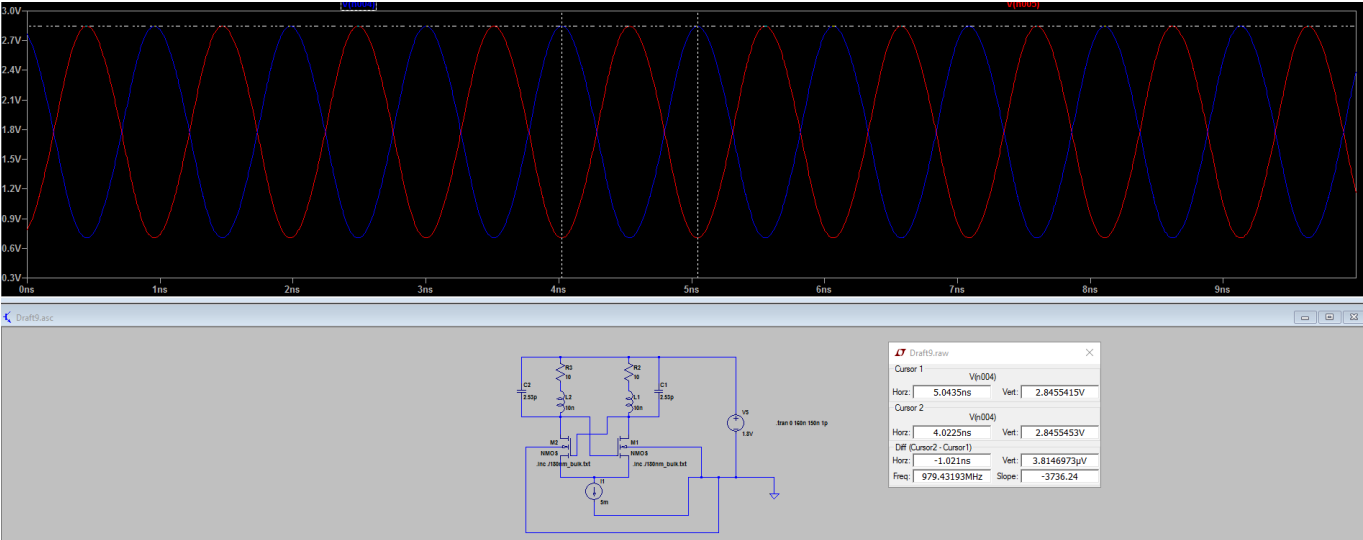 V(n004) V(n005)
3.0V
2.7V
2.4V
2.1V
1.8V
1.5V
1.2V
0.9V
0.6V
0.3V
0ns 1ns 2ns 3ns 4ns 5ns 6ns 7ns 8ns 9ns
Draft9.asc
R3
10
R2
10
C2
2.53p
C1
2.53p
L2
10n
L1
10n
V5
1.8V
.tran 0 160n 150n 1p
M2
NMOS
M1
NMOS
.inc ./180nm_bulk.txt
.inc ./180nm_bulk.txt
I1
5m
Draft9.raw
Cursor 1
V(n004)
Horz: 5.0435ns Vert: 2.8455415V
Cursor 2
V(n004)
Horz: 4.0225ns Vert: 2.8455453V
Diff (Cursor2 - Cursor1)
Horz: -1.021ns Vert: 3.8146973µV
Freq: 979.43193MHz Slope: -3736.24